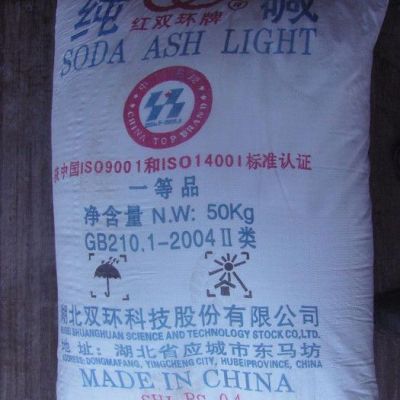 纯 碱
红双环牌 ®
SODA ASH LIGHT
CHINA TOP BRAND
中国ISO9001和ISO14001标准认证
一等品
净含量 N.W: 50Kg
GB210.1-2004 II类
湖北双环科技股份有限公司
HUBEI SHUANGHUAN SCIENCE AND TECHNOLOGY STOCK CO.,LTD.
地址: 湖北省应城市东马坊
ADDRESS: DONGMAFANG, YINGCHENG CITY, HUBEI PROVINCE, CHINA
MADE IN CHINA